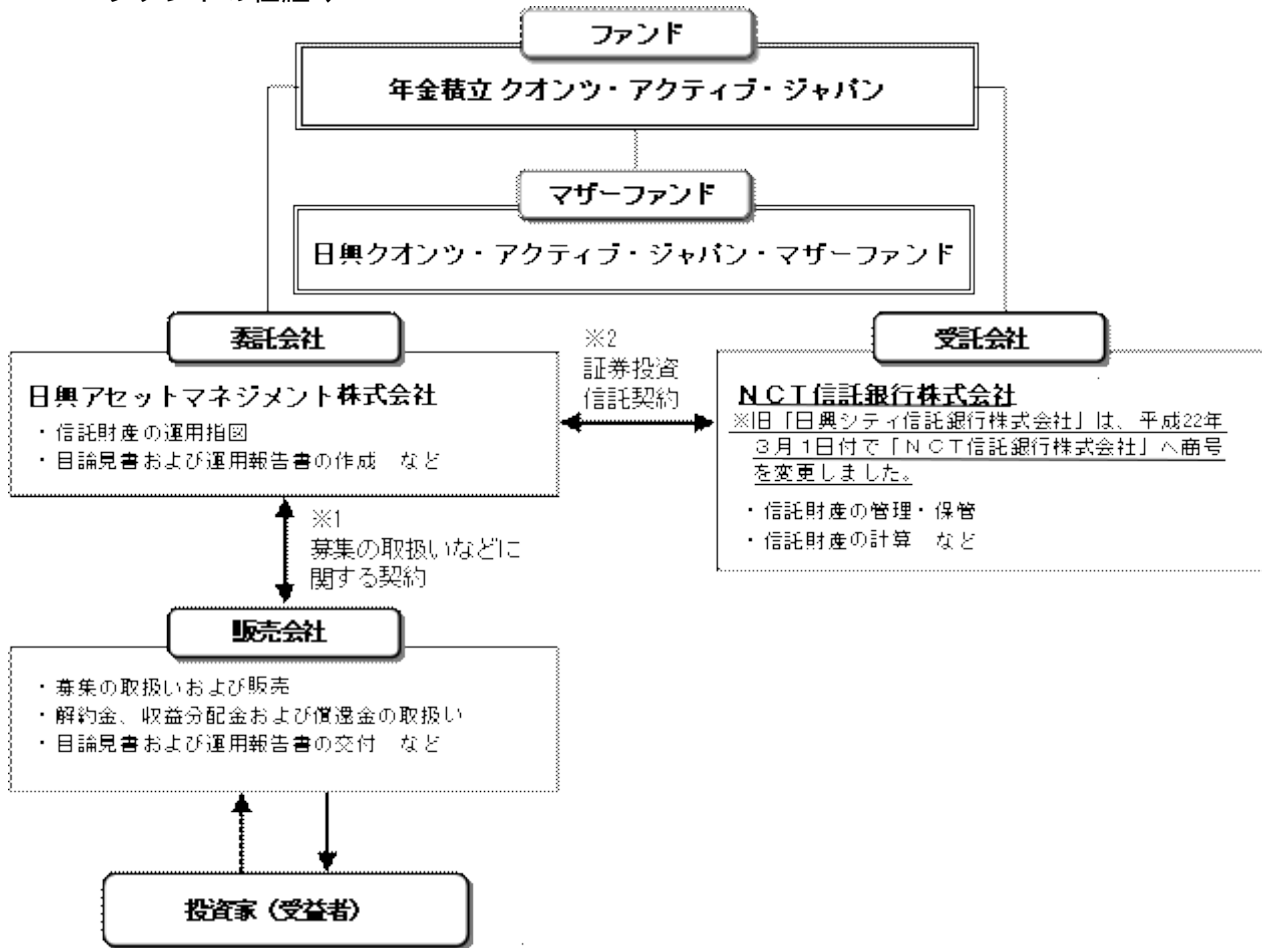 ファンド
年金積立 クオンツ・アクティブ・ジャパン
マザーファンド
日興クオンツ・アクティブ・ジャパン・マザーファンド
委託会社
日興アセットマネジメント株式会社
・信託財産の運用指図
・目論見書および運用報告書の作成　など
※2
証券投資
信託契約
受託会社
ＮＣＴ信託銀行株式会社
※旧「日興シティ信託銀行株式会社」は、平成22年
３月１日付で「ＮＣＴ信託銀行株式会社」へ商号
を変更しました。
・信託財産の管理・保管
・信託財産の計算　など
※1
募集の取扱いなどに
関する契約
販売会社
・募集の取扱いおよび販売
・解約金、収益分配金および償還金の取扱い
・目論見書および運用報告書の交付　など
投資家（受益者）